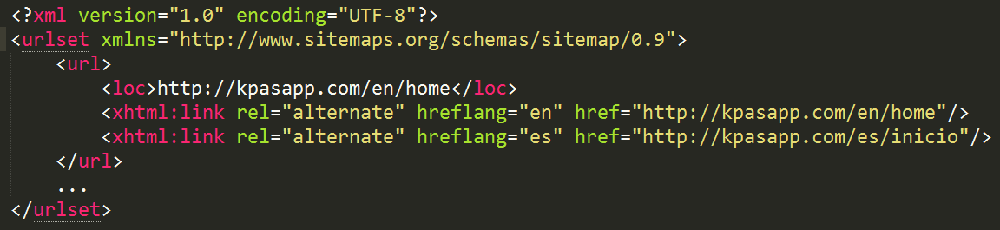 <?xml version="1.0" encoding="UTF-8"?>
<urlset xmlns="http://www.sitemaps.org/schemas/sitemap/0.9">
    <url>
        <loc>http://kpasapp.com/en/home</loc>
        <xhtml:link rel="alternate" hreflang="en" href="http://kpasapp.com/en/home"/>
        <xhtml:link rel="alternate" hreflang="es" href="http://kpasapp.com/es/inicio"/>
    </url>
    ...
</urlset>